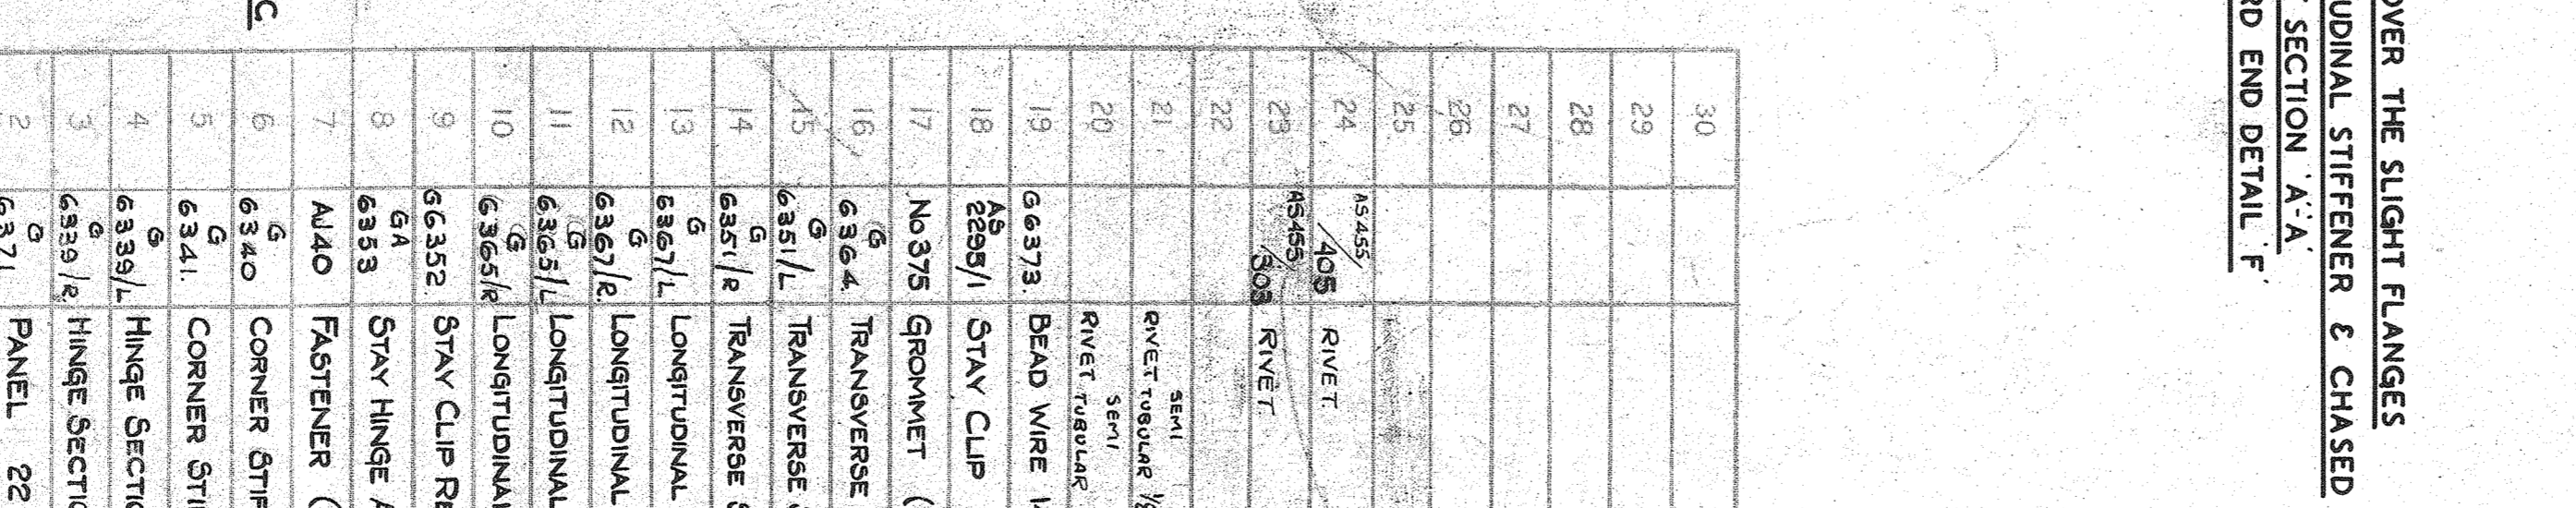 OVER THE SLIGHT FLANGES
UDINAL STIFFENER & CHASED
SECTION 'A-A'
RD END DETAIL 'F'
C
30
29
28
27
26
25
24 AS455/405 RIVET
23 AS455/303 RIVET
22
21 RIVET SEMI TUBULAR
20 RIVET SEMI TUBULAR
19 G6373 BEAD WIRE
18 AS 2295/1 STAY CLIP
17 No375 GROMMET (
16 G 6364 TRANSVERSE
15 G 6351/L TRANSVERSE
14 G 6351/R TRANSVERSE
13 G 6367/L LONGITUDINAL
12 G 6367/R LONGITUDINAL
11 G 6365/L LONGITUDINAL
10 G 6365/R LONGITUDINAL
9 G6352 STAY CLIP RE
8 GA 6353 STAY HINGE A
7 AJ40 FASTENER (
6 G 6340 CORNER STIF
5 G 6341. CORNER STI
4 G 6339/L HINGE SECTIO
3 G 6339/R. HINGE SECTIO
2 G 6371 PANEL 22